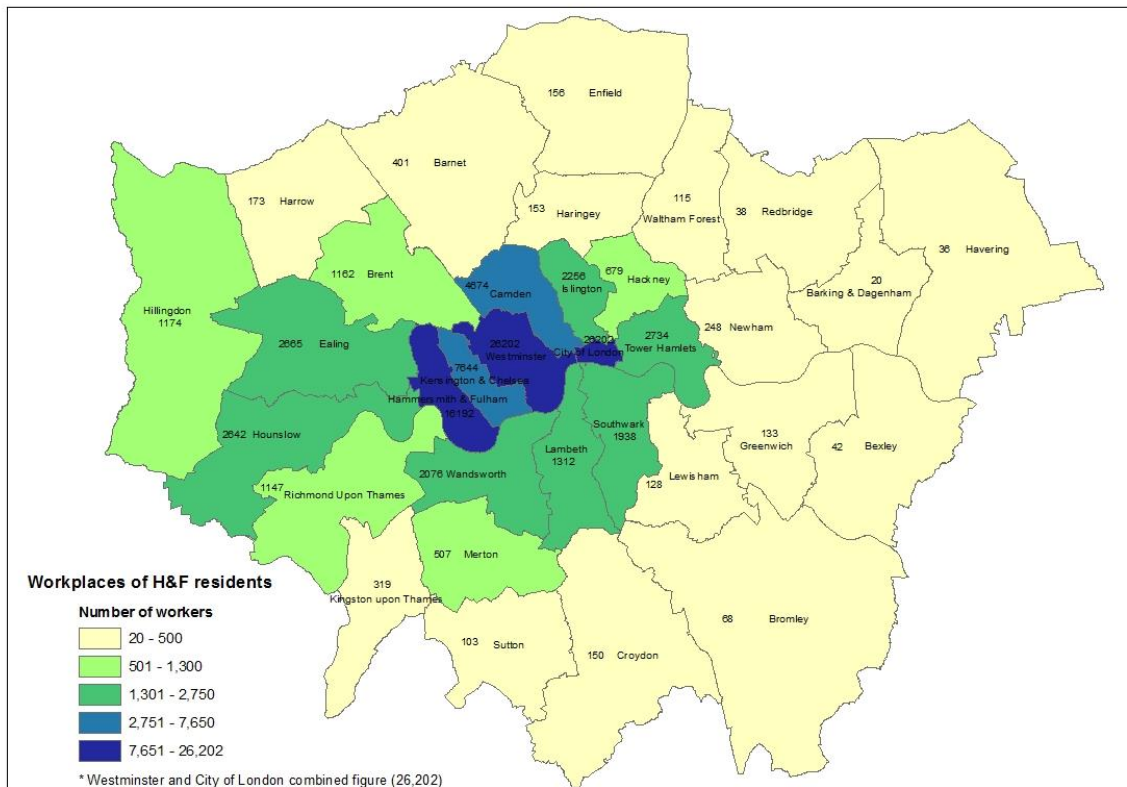 156 Enfield
401 Barnet
173 Harrow
153
Haringey
115
Waltham Forest
38 Redbridge
36 Havering
20
Barking & Dagenham
1162 Brent
4674
Camden
2256
Islington
679
Hackney
Hillingdon
1174
2665 Ealing
26202
Westminster
26202
City of London
2734
Tower Hamlets
248 Newham
7644
Kensington & Chelsea
Hammersmith & Fulham
16192
2642 Hounslow
Southwark
1938
133
Greenwich
42 Bexley
Lambeth
1312
2076 Wandsworth
128 Lewisham
1147
Richmond Upon Thames
507 Merton
319
Kingston upon Thames
103 Sutton
150 Croydon
68 Bromley
Workplaces of H&F residents
Number of workers
20 - 500
501 - 1,300
1,301 - 2,750
2,751 - 7,650
7,651 - 26,202
* Westminster and City of London combined figure (26,202)